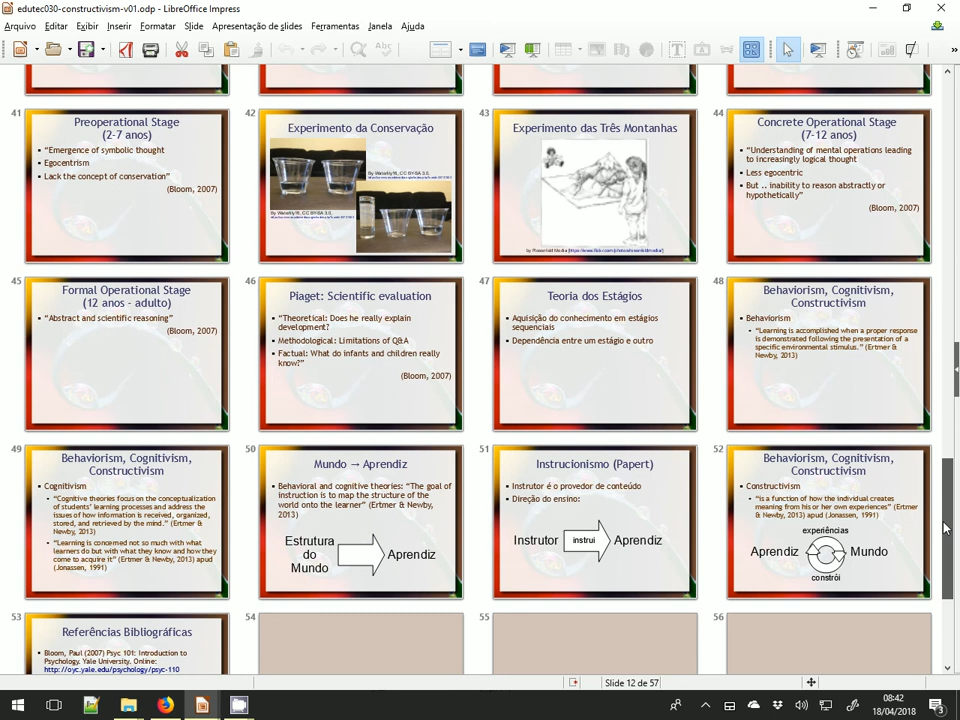 edutec030-constructivism-v01.odp - LibreOffice Impress
Arquivo Editar Exibir Inserir Formatar Slide Apresentação de slides Ferramentas Janela Ajuda
41
Preoperational Stage
(2-7 anos)
“Emergence of symbolic thought
Egocentrism
Lack the concept of conservation”
(Bloom, 2007)
42
Experimento da Conservação
43
Experimento das Três Montanhas
44
Concrete Operational Stage
(7-12 anos)
“Understanding of mental operations leading
to increasingly logical thought
Less egocentric
But .. inability to reason abstractly or
hypothetically”
(Bloom, 2007)
45
Formal Operational Stage
(12 anos - adulto)
“Abstract and scientific reasoning”
(Bloom, 2007)
46
Piaget: Scientific evaluation
“Theoretical: Does he really explain
development?
Methodological: Limitations of Q&A
Factual: What do infants and children really
know?”
(Bloom, 2007)
47
Teoria dos Estágios
Aquisição do conhecimento em estágios
sequenciais
Dependência entre um estágio e outro
48
Behaviorism, Cognitivism,
Constructivism
Behaviorism
“Learning is accomplished when a proper response
is demonstrated following the presentation of a
specific environmental stimulus.” (Ertmer &
Newby, 2013)
49
Behaviorism, Cognitivism,
Constructivism
Cognitivism
“Cognitive theories focus on the conceptualization
of students’ learning processes and address the
issues of how information is received, organized,
stored, and retrieved by the mind.” (Ertmer &
Newby, 2013)
“Learning is concerned not so much with what
learners do but with what they know and how they
come to acquire it” (Ertmer & Newby, 2013) apud
(Jonassen, 1991)
50
Mundo → Aprendiz
Behavioral and cognitive theories: “The goal of
instruction is to map the structure of the
world onto the learner” (Ertmer & Newby,
2013)
Estrutura
do
Mundo
Aprendiz
51
Instrucionismo (Papert)
Instrutor é o provedor de conteúdo
Direção do ensino:
Instrutor instrui Aprendiz
52
Behaviorism, Cognitivism,
Constructivism
Constructivism
“is a function of how the individual creates
meaning from his or her own experiences” (Ertmer
& Newby, 2013) apud (Jonassen, 1991)
experiências
Aprendiz Mundo
constrói
53
Referências Bibliográficas
Bloom, Paul (2007) Psyc 101: Introduction to
Psychology. Yale University. Online:
http://oyc.yale.edu/psychology/psyc-110
54
55
56
Slide 12 de 57
08:42
18/04/2018
3